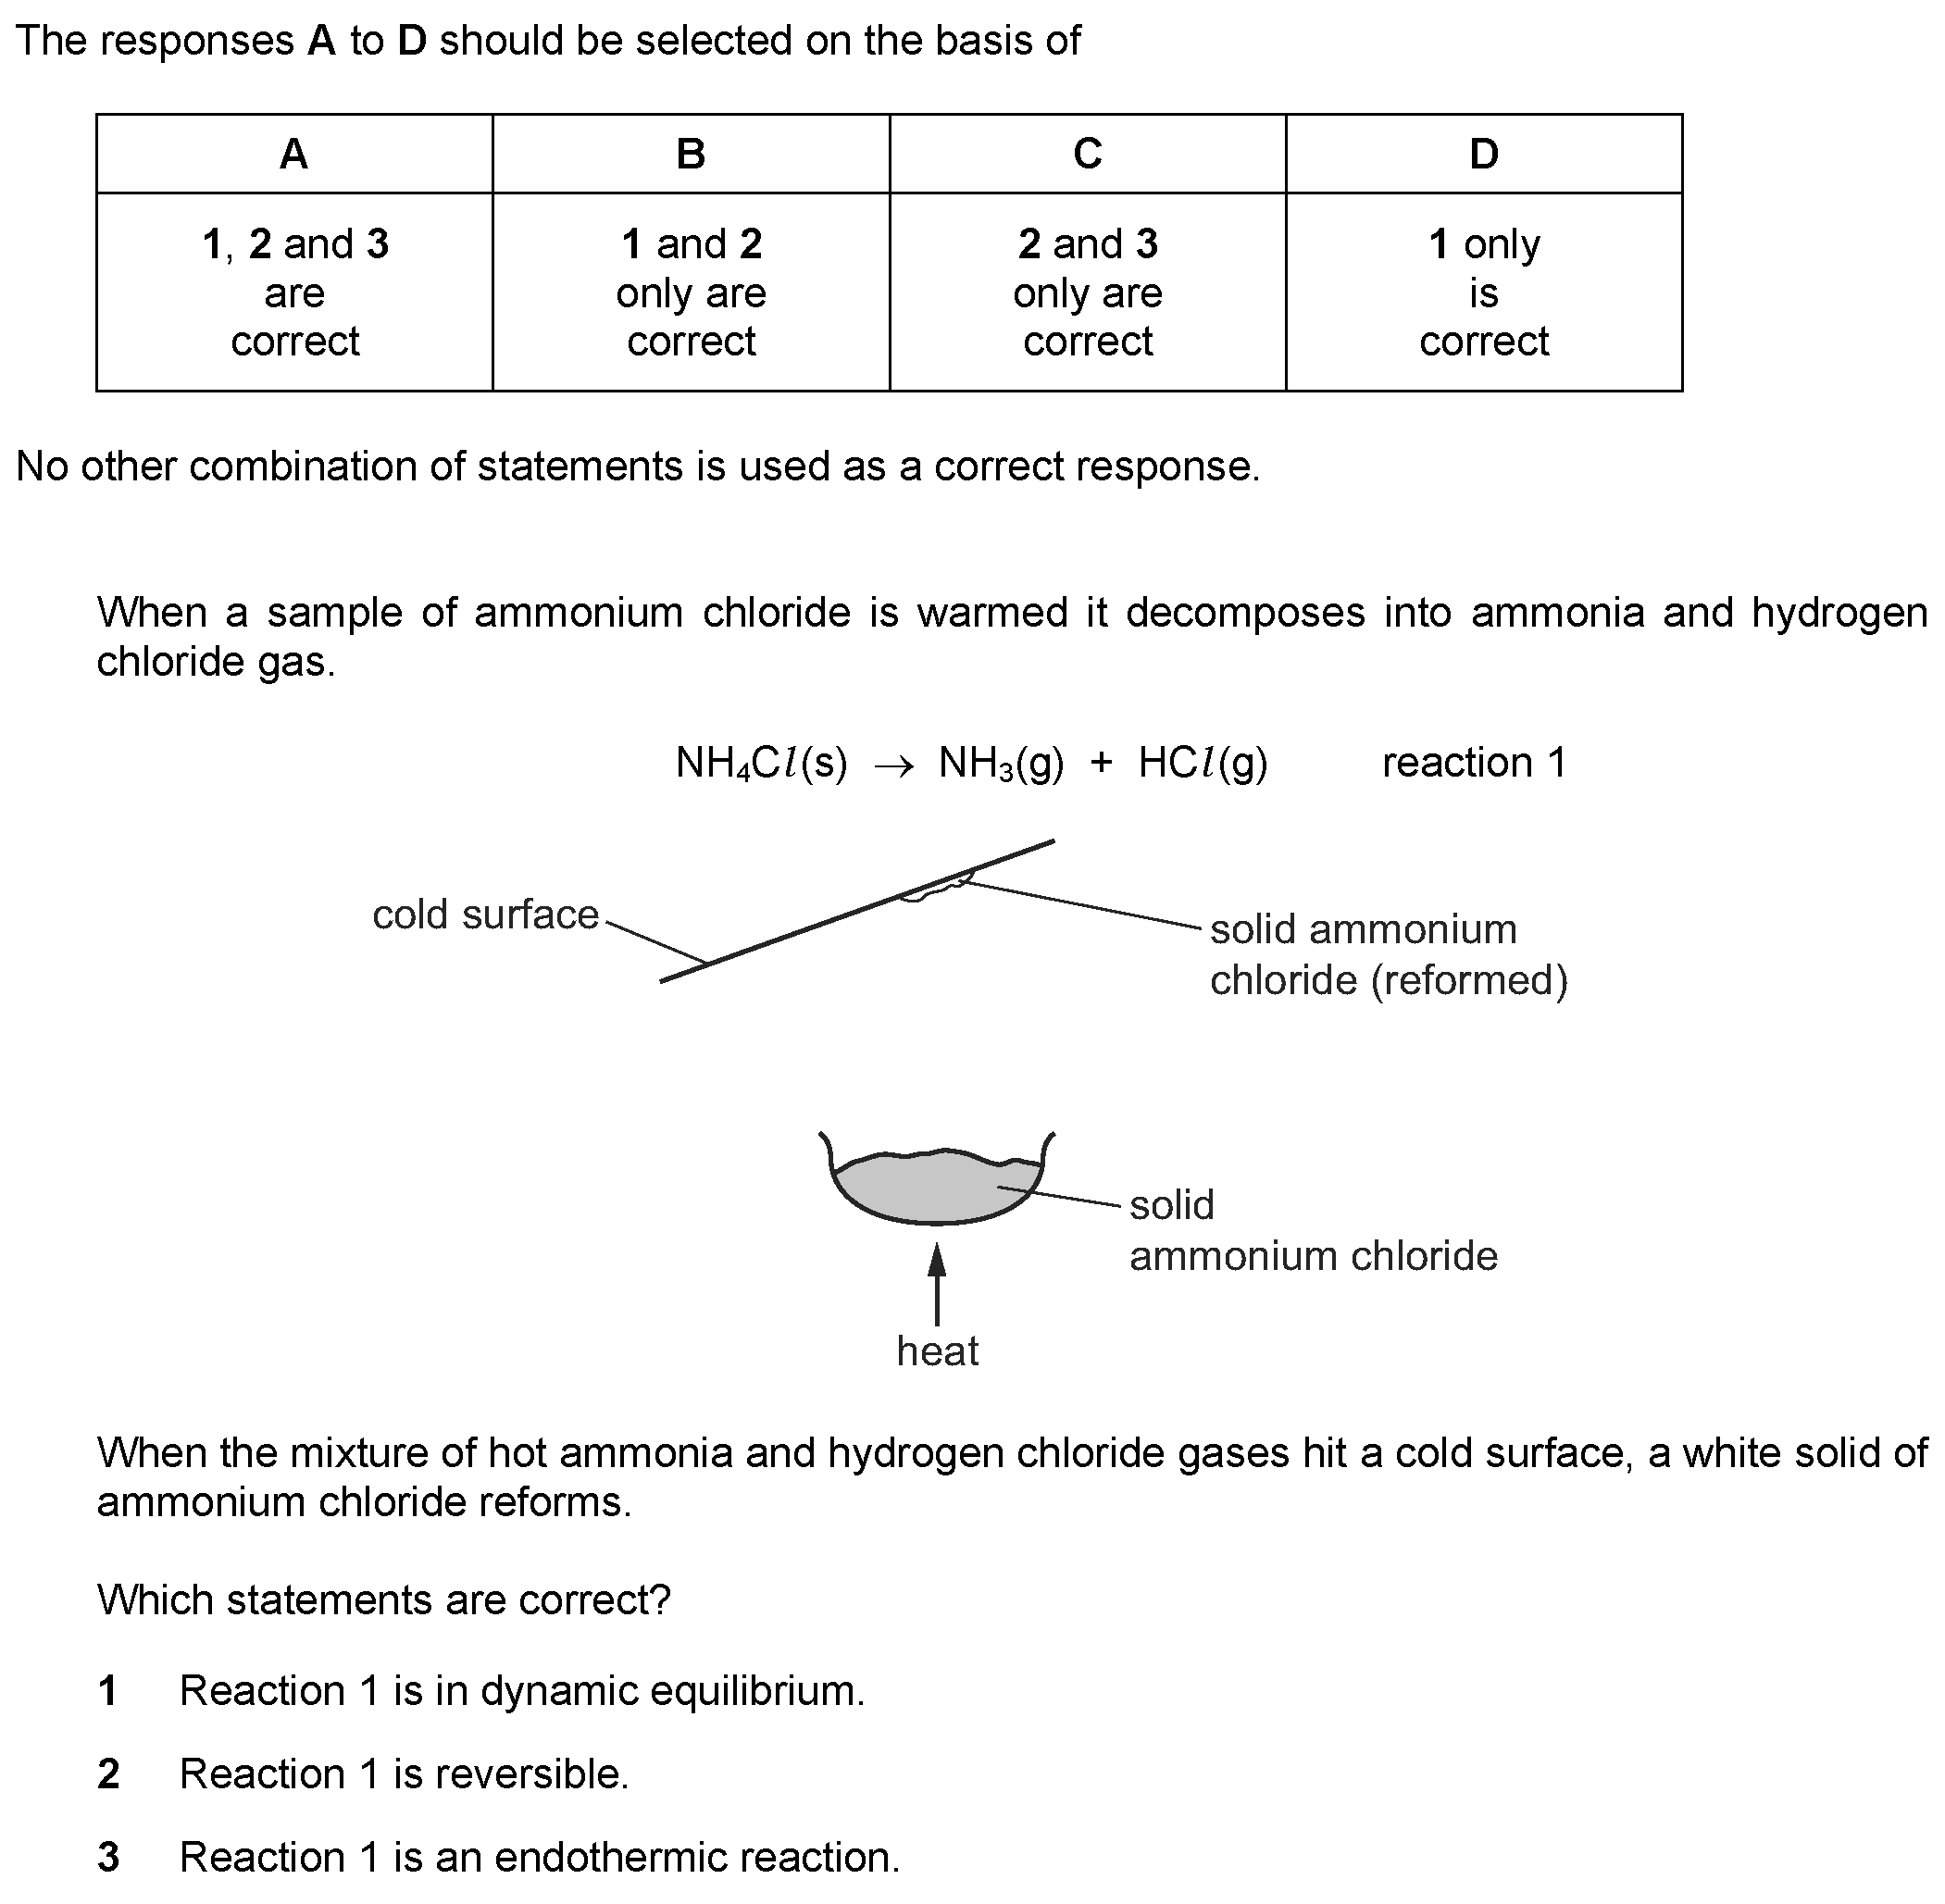 The responses A to D should be selected on the basis of
A B C D
1, 2 and 3 1 and 2 2 and 3 1 only
are only are only are is
correct correct correct correct
No other combination of statements is used as a correct response.
When a sample of ammonium chloride is warmed it decomposes into ammonia and hydrogen
chloride gas.
NH₄Cl(s) → NH₃(g) + HCl(g) reaction 1
cold surface
solid ammonium
chloride (reformed)
solid
ammonium chloride
heat
When the mixture of hot ammonia and hydrogen chloride gases hit a cold surface, a white solid of
ammonium chloride reforms.
Which statements are correct?
1 Reaction 1 is in dynamic equilibrium.
2 Reaction 1 is reversible.
3 Reaction 1 is an endothermic reaction.